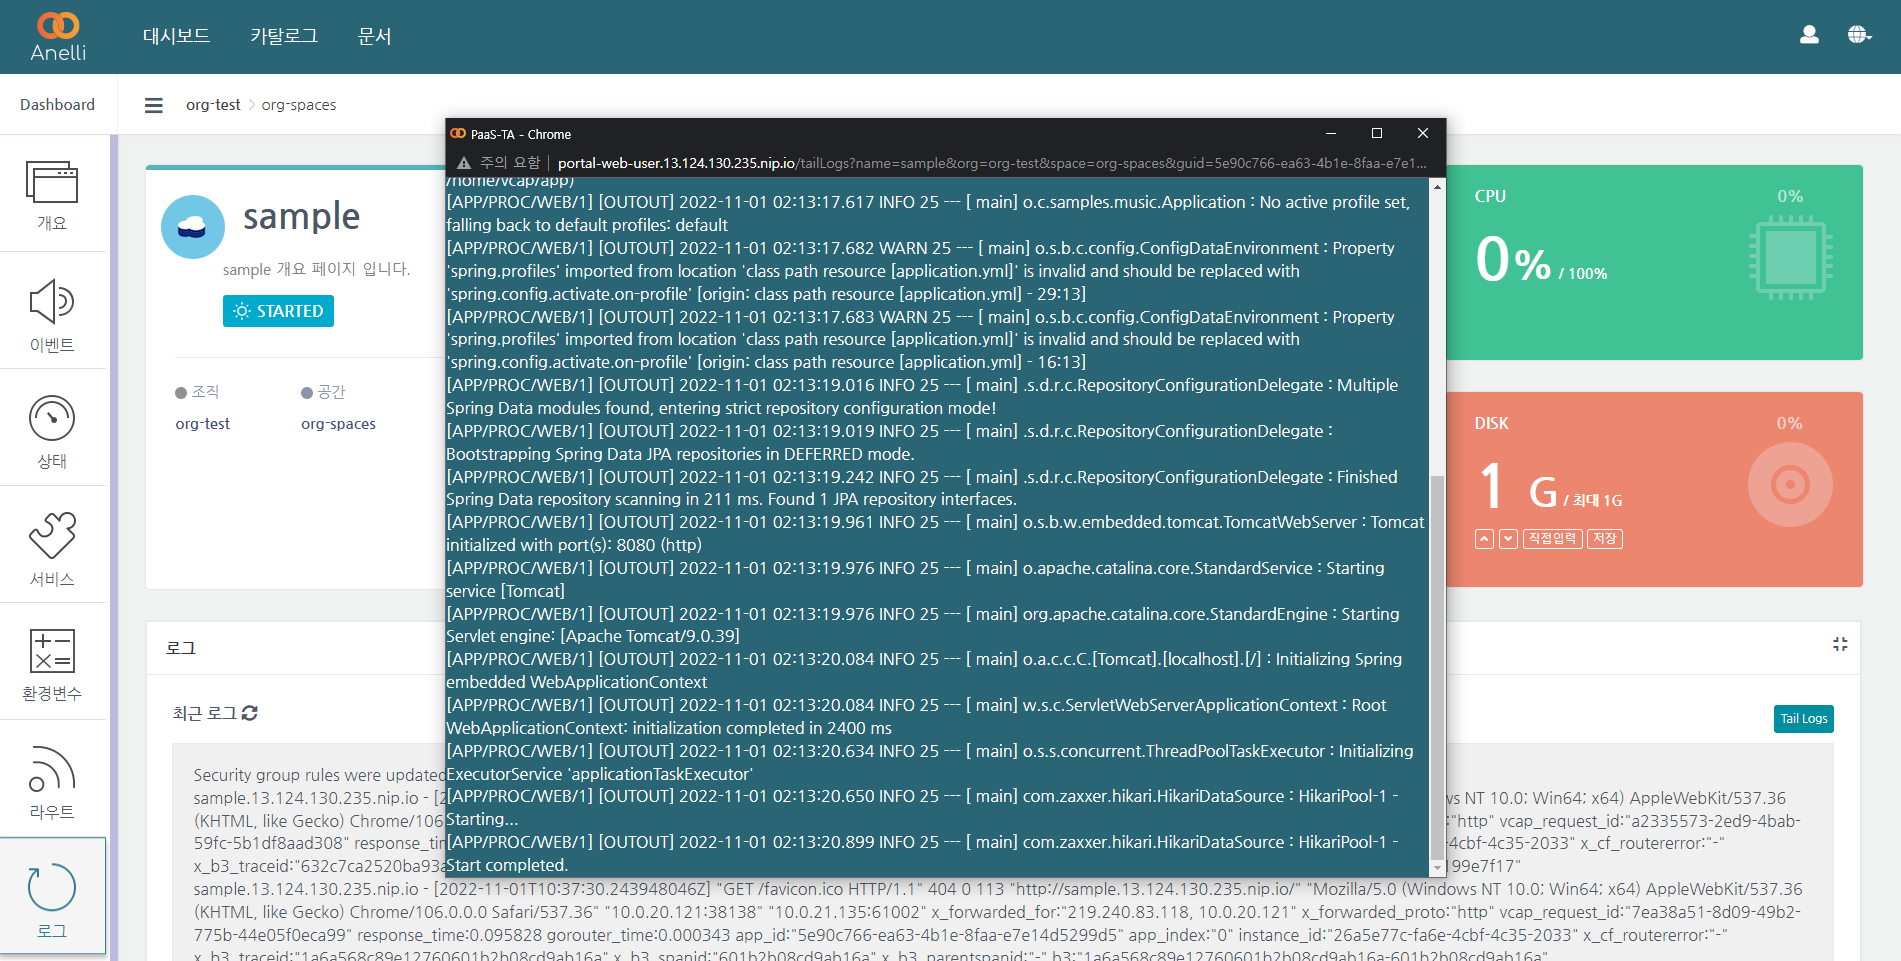 Anelli
대시보드 카탈로그 문서
Dashboard
org-test > org-spaces
개요
이벤트
상태
서비스
환경변수
라우트
로그
sample
sample 개요 페이지 입니다.
STARTED
조직 공간
org-test org-spaces
PaaS-TA - Chrome
주의 요함 | portal-web-user.13.124.130.235.nip.io/tailLogs?name=sample&org=org-test&space=org-spaces&guid=5e90c766-ea63-4b1e-8faa-e7e1...
/home/vcap/app)
[APP/PROC/WEB/1] [OUTOUT] 2022-11-01 02:13:17.617 INFO 25 --- [ main] o.c.samples.music.Application : No active profile set,
falling back to default profiles: default
[APP/PROC/WEB/1] [OUTOUT] 2022-11-01 02:13:17.682 WARN 25 --- [ main] o.s.b.c.config.ConfigDataEnvironment : Property
'spring.profiles' imported from location 'class path resource [application.yml]' is invalid and should be replaced with
'spring.config.activate.on-profile' [origin: class path resource [application.yml] - 29:13]
[APP/PROC/WEB/1] [OUTOUT] 2022-11-01 02:13:17.683 WARN 25 --- [ main] o.s.b.c.config.ConfigDataEnvironment : Property
'spring.profiles' imported from location 'class path resource [application.yml]' is invalid and should be replaced with
'spring.config.activate.on-profile' [origin: class path resource [application.yml] - 16:13]
[APP/PROC/WEB/1] [OUTOUT] 2022-11-01 02:13:19.016 INFO 25 --- [ main] .s.d.r.c.RepositoryConfigurationDelegate : Multiple
Spring Data modules found, entering strict repository configuration mode!
[APP/PROC/WEB/1] [OUTOUT] 2022-11-01 02:13:19.019 INFO 25 --- [ main] .s.d.r.c.RepositoryConfigurationDelegate :
Bootstrapping Spring Data JPA repositories in DEFERRED mode.
[APP/PROC/WEB/1] [OUTOUT] 2022-11-01 02:13:19.242 INFO 25 --- [ main] .s.d.r.c.RepositoryConfigurationDelegate : Finished
Spring Data repository scanning in 211 ms. Found 1 JPA repository interfaces.
[APP/PROC/WEB/1] [OUTOUT] 2022-11-01 02:13:19.961 INFO 25 --- [ main] o.s.b.w.embedded.tomcat.TomcatWebServer : Tomcat
initialized with port(s): 8080 (http)
[APP/PROC/WEB/1] [OUTOUT] 2022-11-01 02:13:19.976 INFO 25 --- [ main] o.apache.catalina.core.StandardService : Starting
service [Tomcat]
[APP/PROC/WEB/1] [OUTOUT] 2022-11-01 02:13:19.976 INFO 25 --- [ main] org.apache.catalina.core.StandardEngine : Starting
Servlet engine: [Apache Tomcat/9.0.39]
[APP/PROC/WEB/1] [OUTOUT] 2022-11-01 02:13:20.084 INFO 25 --- [ main] o.a.c.c.C.[Tomcat].[localhost].[/] : Initializing Spring
embedded WebApplicationContext
[APP/PROC/WEB/1] [OUTOUT] 2022-11-01 02:13:20.084 INFO 25 --- [ main] w.s.c.ServletWebServerApplicationContext : Root
WebApplicationContext: initialization completed in 2400 ms
[APP/PROC/WEB/1] [OUTOUT] 2022-11-01 02:13:20.634 INFO 25 --- [ main] o.s.s.concurrent.ThreadPoolTaskExecutor : Initializing
ExecutorService 'applicationTaskExecutor'
[APP/PROC/WEB/1] [OUTOUT] 2022-11-01 02:13:20.650 INFO 25 --- [ main] com.zaxxer.hikari.HikariDataSource : HikariPool-1 -
Starting...
[APP/PROC/WEB/1] [OUTOUT] 2022-11-01 02:13:20.899 INFO 25 --- [ main] com.zaxxer.hikari.HikariDataSource : HikariPool-1 -
Start completed.
CPU 0%
0% / 100%
DISK 0%
1 G / 최대 1G
직접입력 저장
로그
최근 로그
Tail Logs
Security group rules were updated
sample.13.124.130.235.nip.io - [2 ws NT 10.0; Win64; x64) AppleWebKit/537.36
(KHTML, like Gecko) Chrome/106. :"http" vcap_request_id:"a2335573-2ed9-4bab-
59fc-5b1df8aad308" response_tim -4cbf-4c35-2033" x_cf_routererror:"-"
x_b3_traceid:"632c7ca2520ba93a 199e7f17"
sample.13.124.130.235.nip.io - [2022-11-01T10:37:30.243948046Z] "GET /favicon.ico HTTP/1.1" 404 0 113 "http://sample.13.124.130.235.nip.io/" "Mozilla/5.0 (Windows NT 10.0; Win64; x64) AppleWebKit/537.36
(KHTML, like Gecko) Chrome/106.0.0.0 Safari/537.36" "10.0.20.121:38138" "10.0.21.135:61002" x_forwarded_for:"219.240.83.118, 10.0.20.121" x_forwarded_proto:"http" vcap_request_id:"7ea38a51-8d09-49b2-
775b-44e05f0eca99" response_time:0.095828 gorouter_time:0.000343 app_id:"5e90c766-ea63-4b1e-8faa-e7e14d5299d5" app_index:"0" instance_id:"26a5e77c-fa6e-4cbf-4c35-2033" x_cf_routererror:"-"
x_b3_traceid:"1a6a568c89e12760601b2b08cd9ab16a" x_b3_spanid:"601b2b08cd9ab16a" x_b3_parentspanid:"-" b3:"1a6a568c89e12760601b2b08cd9ab16a-601b2b08cd9ab16a"